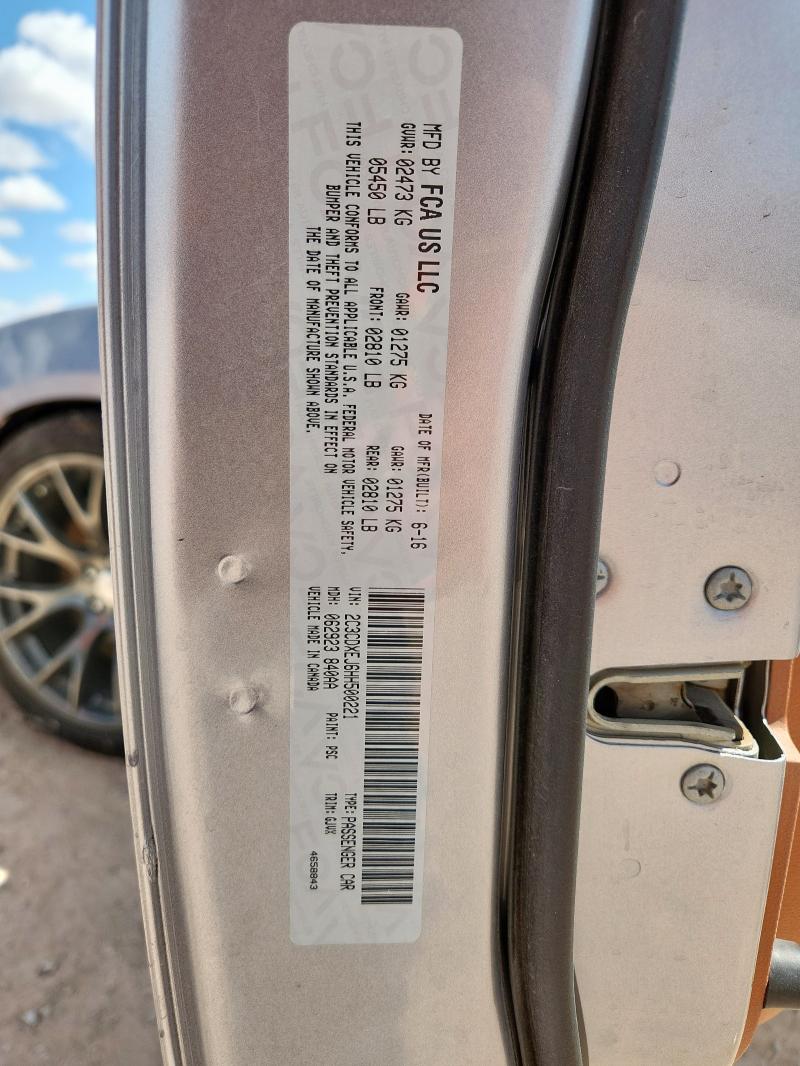 MFD BY FCA US LLC
DATE OF MFR(BUILT): 6-16
GVWR: 02473 KG GAWR: 01275 KG GAWR: 01275 KG
05450 LB FRONT: 02810 LB REAR: 02810 LB
THIS VEHICLE CONFORMS TO ALL APPLICABLE U.S.A. FEDERAL MOTOR VEHICLE SAFETY,
BUMPER AND THEFT PREVENTION STANDARDS IN EFFECT ON
THE DATE OF MANUFACTURE SHOWN ABOVE.
VIN: 2C3CDXEJ6HH500221 TYPE: PASSENGER CAR
MDH: 062923 840AA PAINT: PSC TRIM: GJVX
VEHICLE MADE IN CANADA 4658843